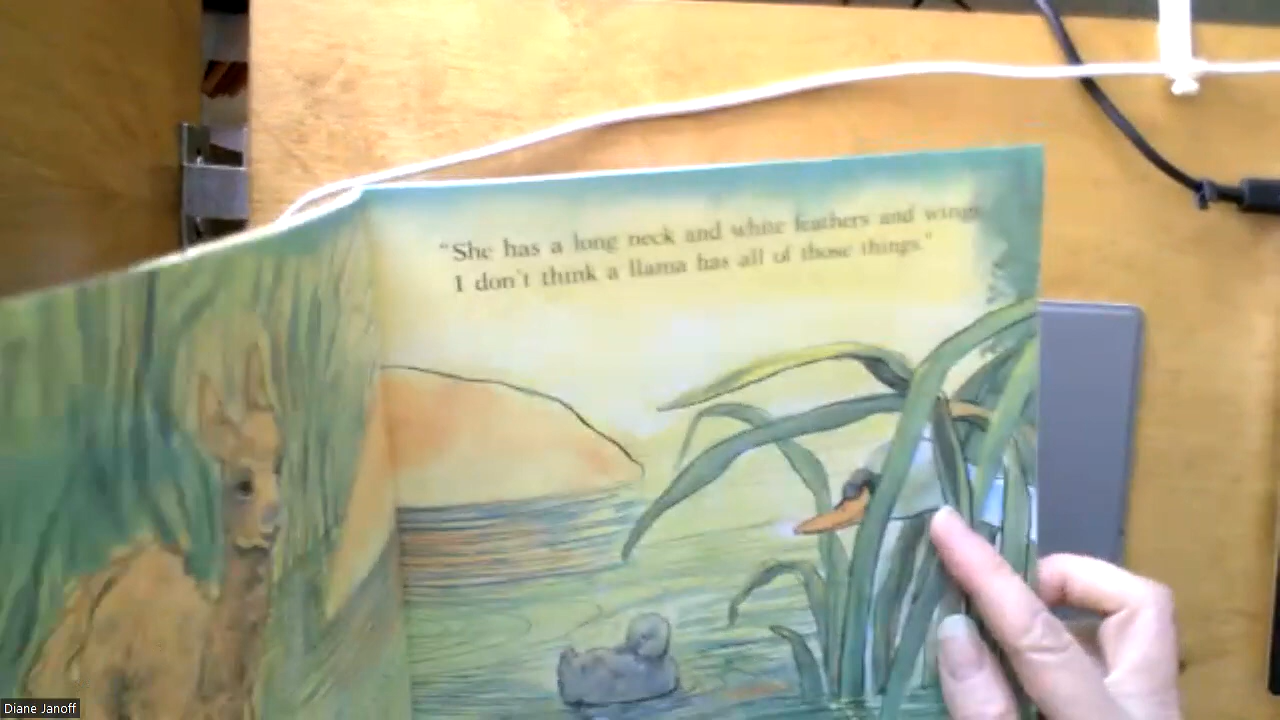 "She has a long neck and white feathers and wings.
I don't think a llama has all of those things."
Diane Janoff